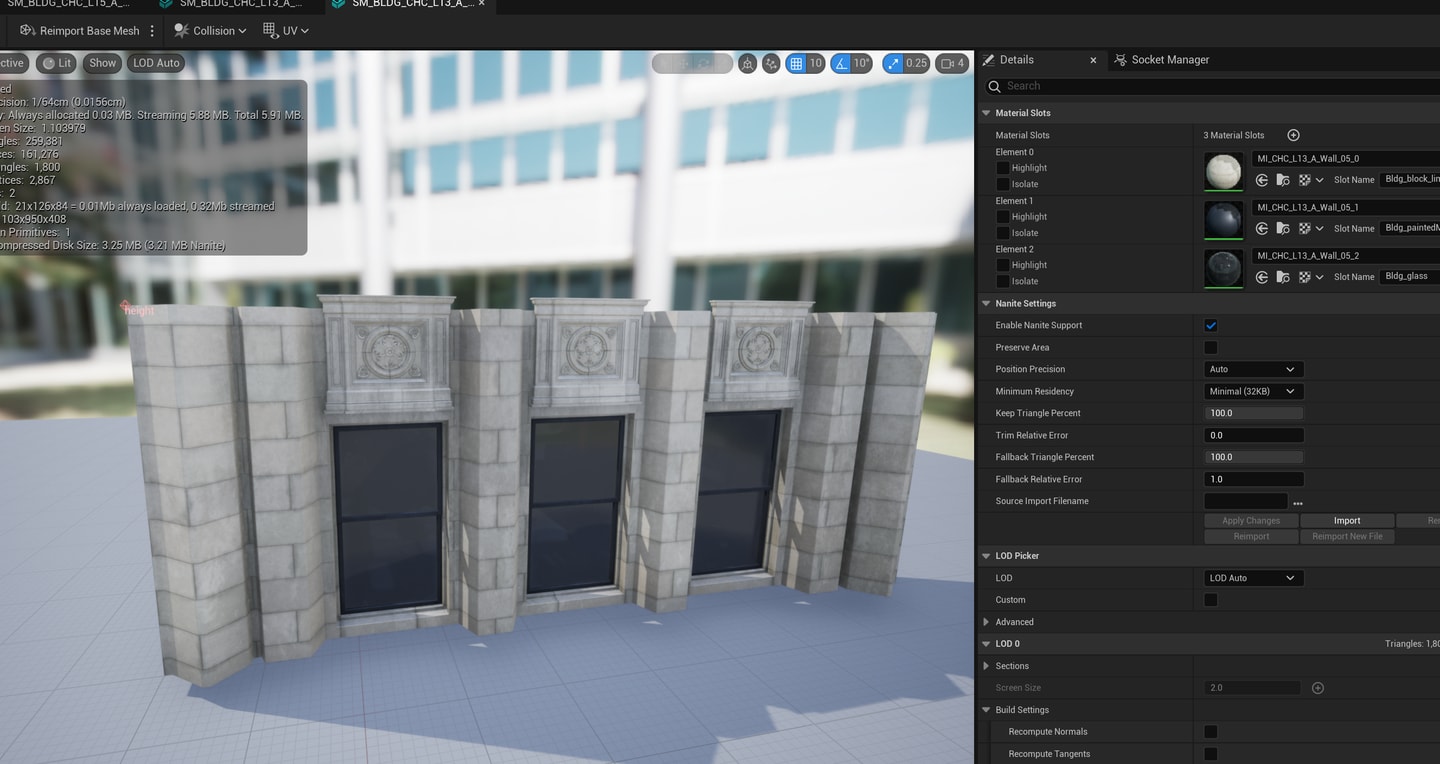 SM_BLDG_CHC_L15_A_... SM_BLDG_CHC_L13_A_... SM_BLDG_CHC_L13_A_... ×
Reimport Base Mesh Collision UV
ctive Lit Show LOD Auto 10 10° 0.25 4
ed
cision: 1/64cm (0.0156cm)
y: Always allocated 0.03 MB. Streaming 5.88 MB. Total 5.91 MB
en Size: 1.103979
gles: 259,381
ces: 161,276
ngles: 1,800
tices: 2,867
: 2
d: 21x126x84 = 0.01Mb always loaded, 0.32Mb streamed
103x950x408
n Primitives: 1
ompressed Disk Size: 3.25 MB (3.21 MB Nanite)
height
Details × Socket Manager
Search
Material Slots
Material Slots 3 Material Slots
Element 0
Highlight
Isolate
MI_CHC_L13_A_Wall_05_0
Slot Name Bldg_block_lim
Element 1
Highlight
Isolate
MI_CHC_L13_A_Wall_05_1
Slot Name Bldg_paintedM
Element 2
Highlight
Isolate
MI_CHC_L13_A_Wall_05_2
Slot Name Bldg_glass
Nanite Settings
Enable Nanite Support
Preserve Area
Position Precision Auto
Minimum Residency Minimal (32KB)
Keep Triangle Percent 100.0
Trim Relative Error 0.0
Fallback Triangle Percent 100.0
Fallback Relative Error 1.0
Source Import Filename ...
Apply Changes Import Re
Reimport Reimport New File
LOD Picker
LOD LOD Auto
Custom
Advanced
LOD 0 Triangles: 1,80
Sections
Screen Size 2.0
Build Settings
Recompute Normals
Recompute Tangents